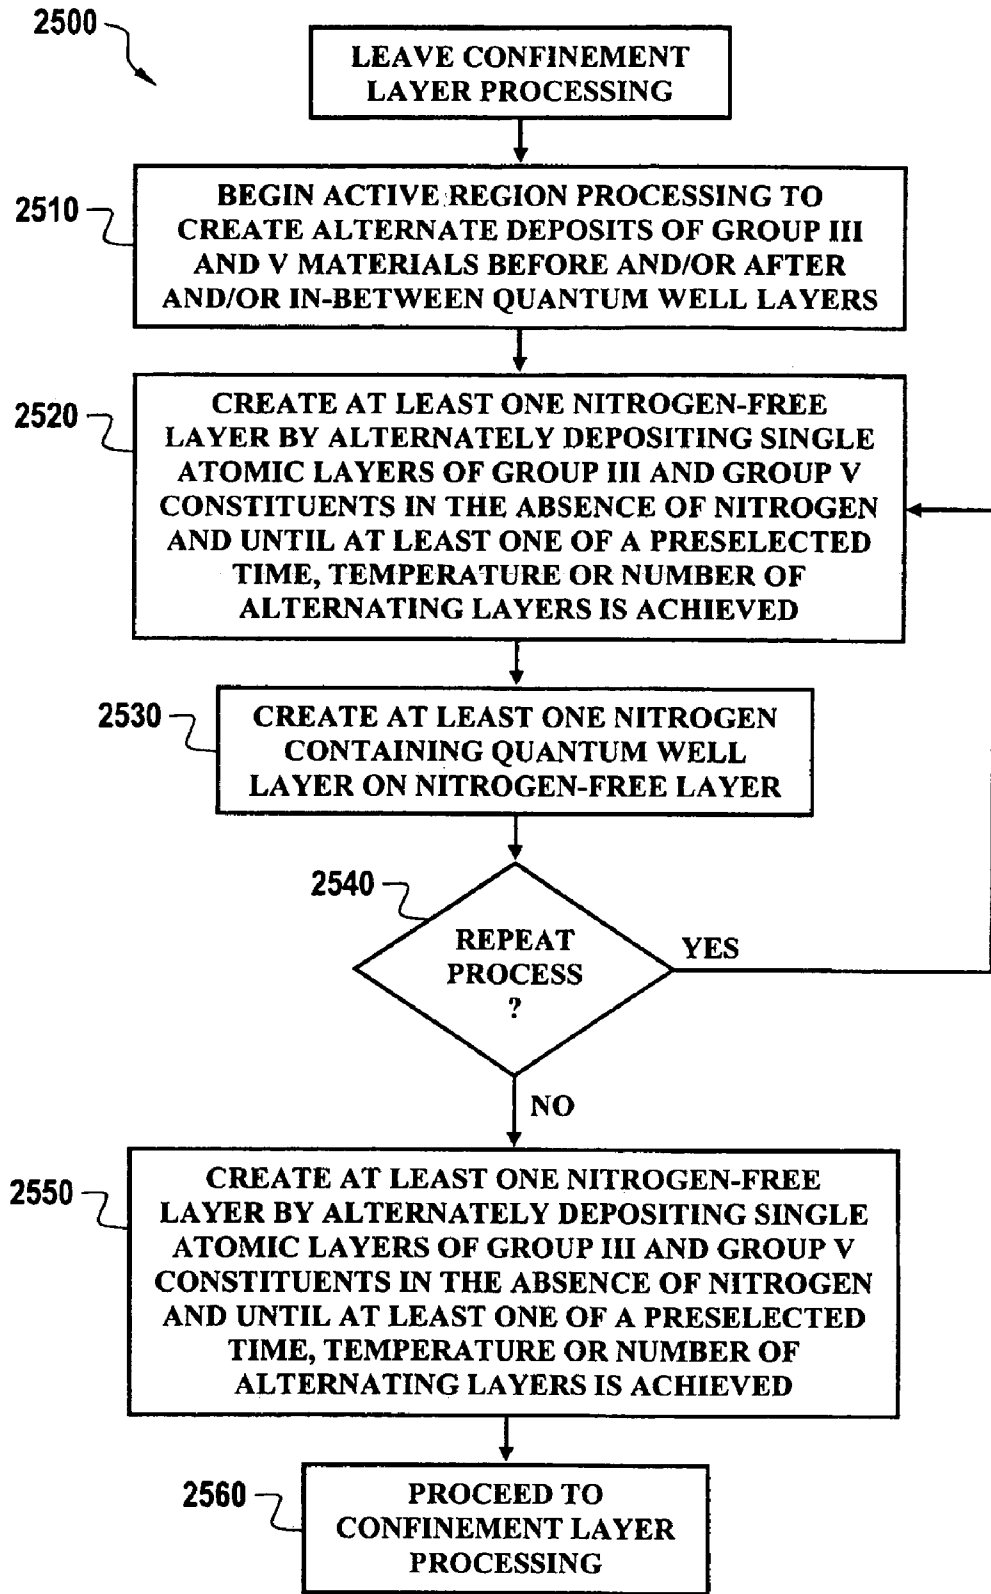 2500
LEAVE CONFINEMENT
LAYER PROCESSING
2510
BEGIN ACTIVE REGION PROCESSING TO
CREATE ALTERNATE DEPOSITS OF GROUP III
AND V MATERIALS BEFORE AND/OR AFTER
AND/OR IN-BETWEEN QUANTUM WELL LAYERS
2520
CREATE AT LEAST ONE NITROGEN-FREE
LAYER BY ALTERNATELY DEPOSITING SINGLE
ATOMIC LAYERS OF GROUP III AND GROUP V
CONSTITUENTS IN THE ABSENCE OF NITROGEN
AND UNTIL AT LEAST ONE OF A PRESELECTED
TIME, TEMPERATURE OR NUMBER OF
ALTERNATING LAYERS IS ACHIEVED
2530
CREATE AT LEAST ONE NITROGEN
CONTAINING QUANTUM WELL
LAYER ON NITROGEN-FREE LAYER
2540
REPEAT
PROCESS
?
YES
NO
2550
CREATE AT LEAST ONE NITROGEN-FREE
LAYER BY ALTERNATELY DEPOSITING SINGLE
ATOMIC LAYERS OF GROUP III AND GROUP V
CONSTITUENTS IN THE ABSENCE OF NITROGEN
AND UNTIL AT LEAST ONE OF A PRESELECTED
TIME, TEMPERATURE OR NUMBER OF
ALTERNATING LAYERS IS ACHIEVED
2560
PROCEED TO
CONFINEMENT LAYER
PROCESSING